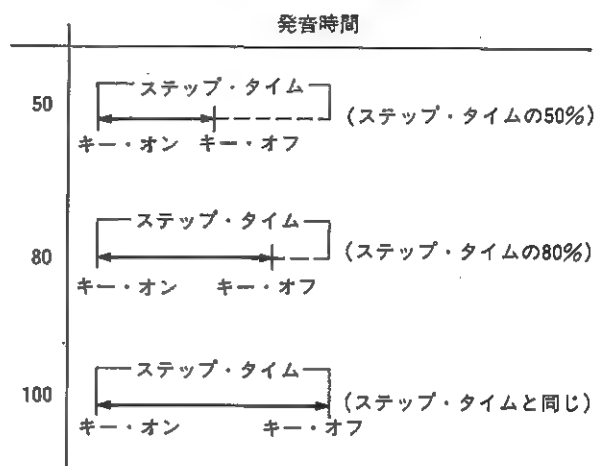 発音時間
50
ステップ・タイム
(ステップ・タイムの50%)
キー・オン キー・オフ
80
ステップ・タイム
(ステップ・タイムの80%)
キー・オン キー・オフ
100
ステップ・タイム
(ステップ・タイムと同じ)
キー・オン キー・オフ